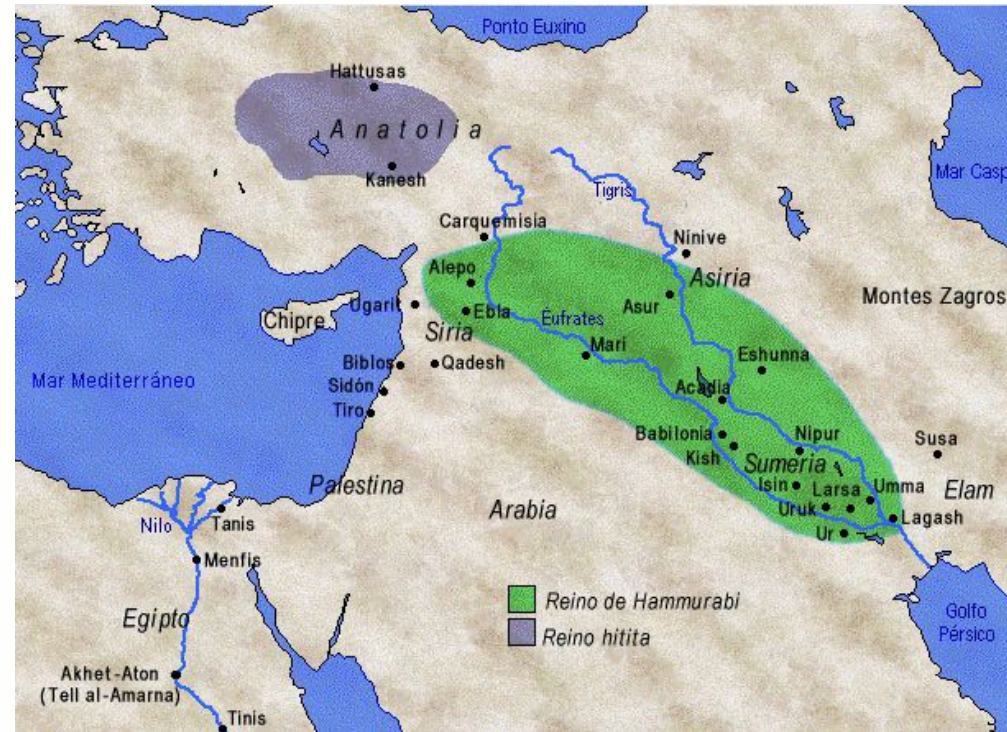 Ponto Euxino
Hattusas
Anatolia
Kanesh
Tigris
Mar Casp
Carquemisia
Ninive
Alepo
Asiria
Asur
Montes Zagros
Ugarit
Ebla
Éufrates
Chipre
Siria
Mari
Eshunna
Biblos
Qadesh
Mar Mediterráneo
Sidón
Acadia
Tiro
Babilonia
Nipur
Susa
Kish
Sumeria
Palestina
Isin
Larsa
Umma
Elam
Arabia
Uruk
Lagash
Nilo
Tanis
Ur
Menfis
Reino de Hammurabi
Golfo
Pérsico
Egipto
Reino hitita
Akhet-Aton
(Tell al-Amarna)
Tinis